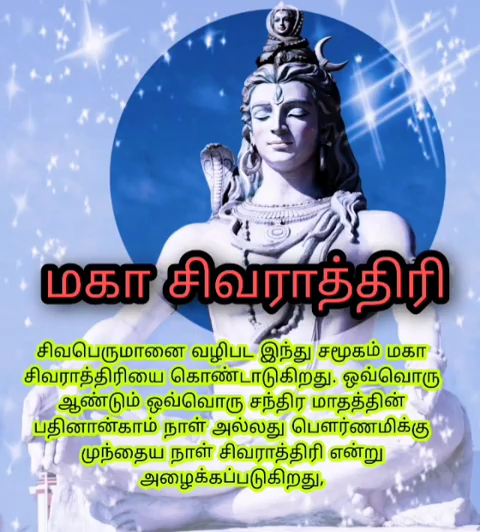 மகா சிவராத்திரி
சிவபெருமானை வழிபட இந்து சமூகம் மகா
சிவராத்திரியை கொண்டாடுகிறது. ஒவ்வொரு
ஆண்டும் ஒவ்வொரு சந்திர மாதத்தின்
பதினான்காம் நாள் அல்லது பௌர்ணமிக்கு
முந்தைய நாள் சிவராத்திரி என்று
அழைக்கப்படுகிறது,